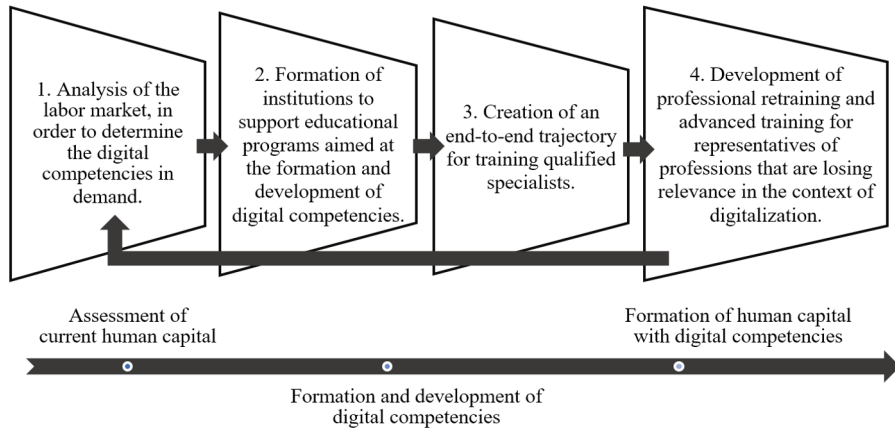 1. Analysis of the
labor market, in
order to determine
the digital
competencies in
demand.
2. Formation of
institutions to
support educational
programs aimed at
the formation and
development of
digital competencies.
3. Creation of an
end-to-end trajectory
for training qualified
specialists.
4. Development of
professional retraining and
advanced training for
representatives of
professions that are losing
relevance in the context of
digitalization.
Assessment of
current human capital
Formation of human capital
with digital competencies
Formation and development of
digital competencies